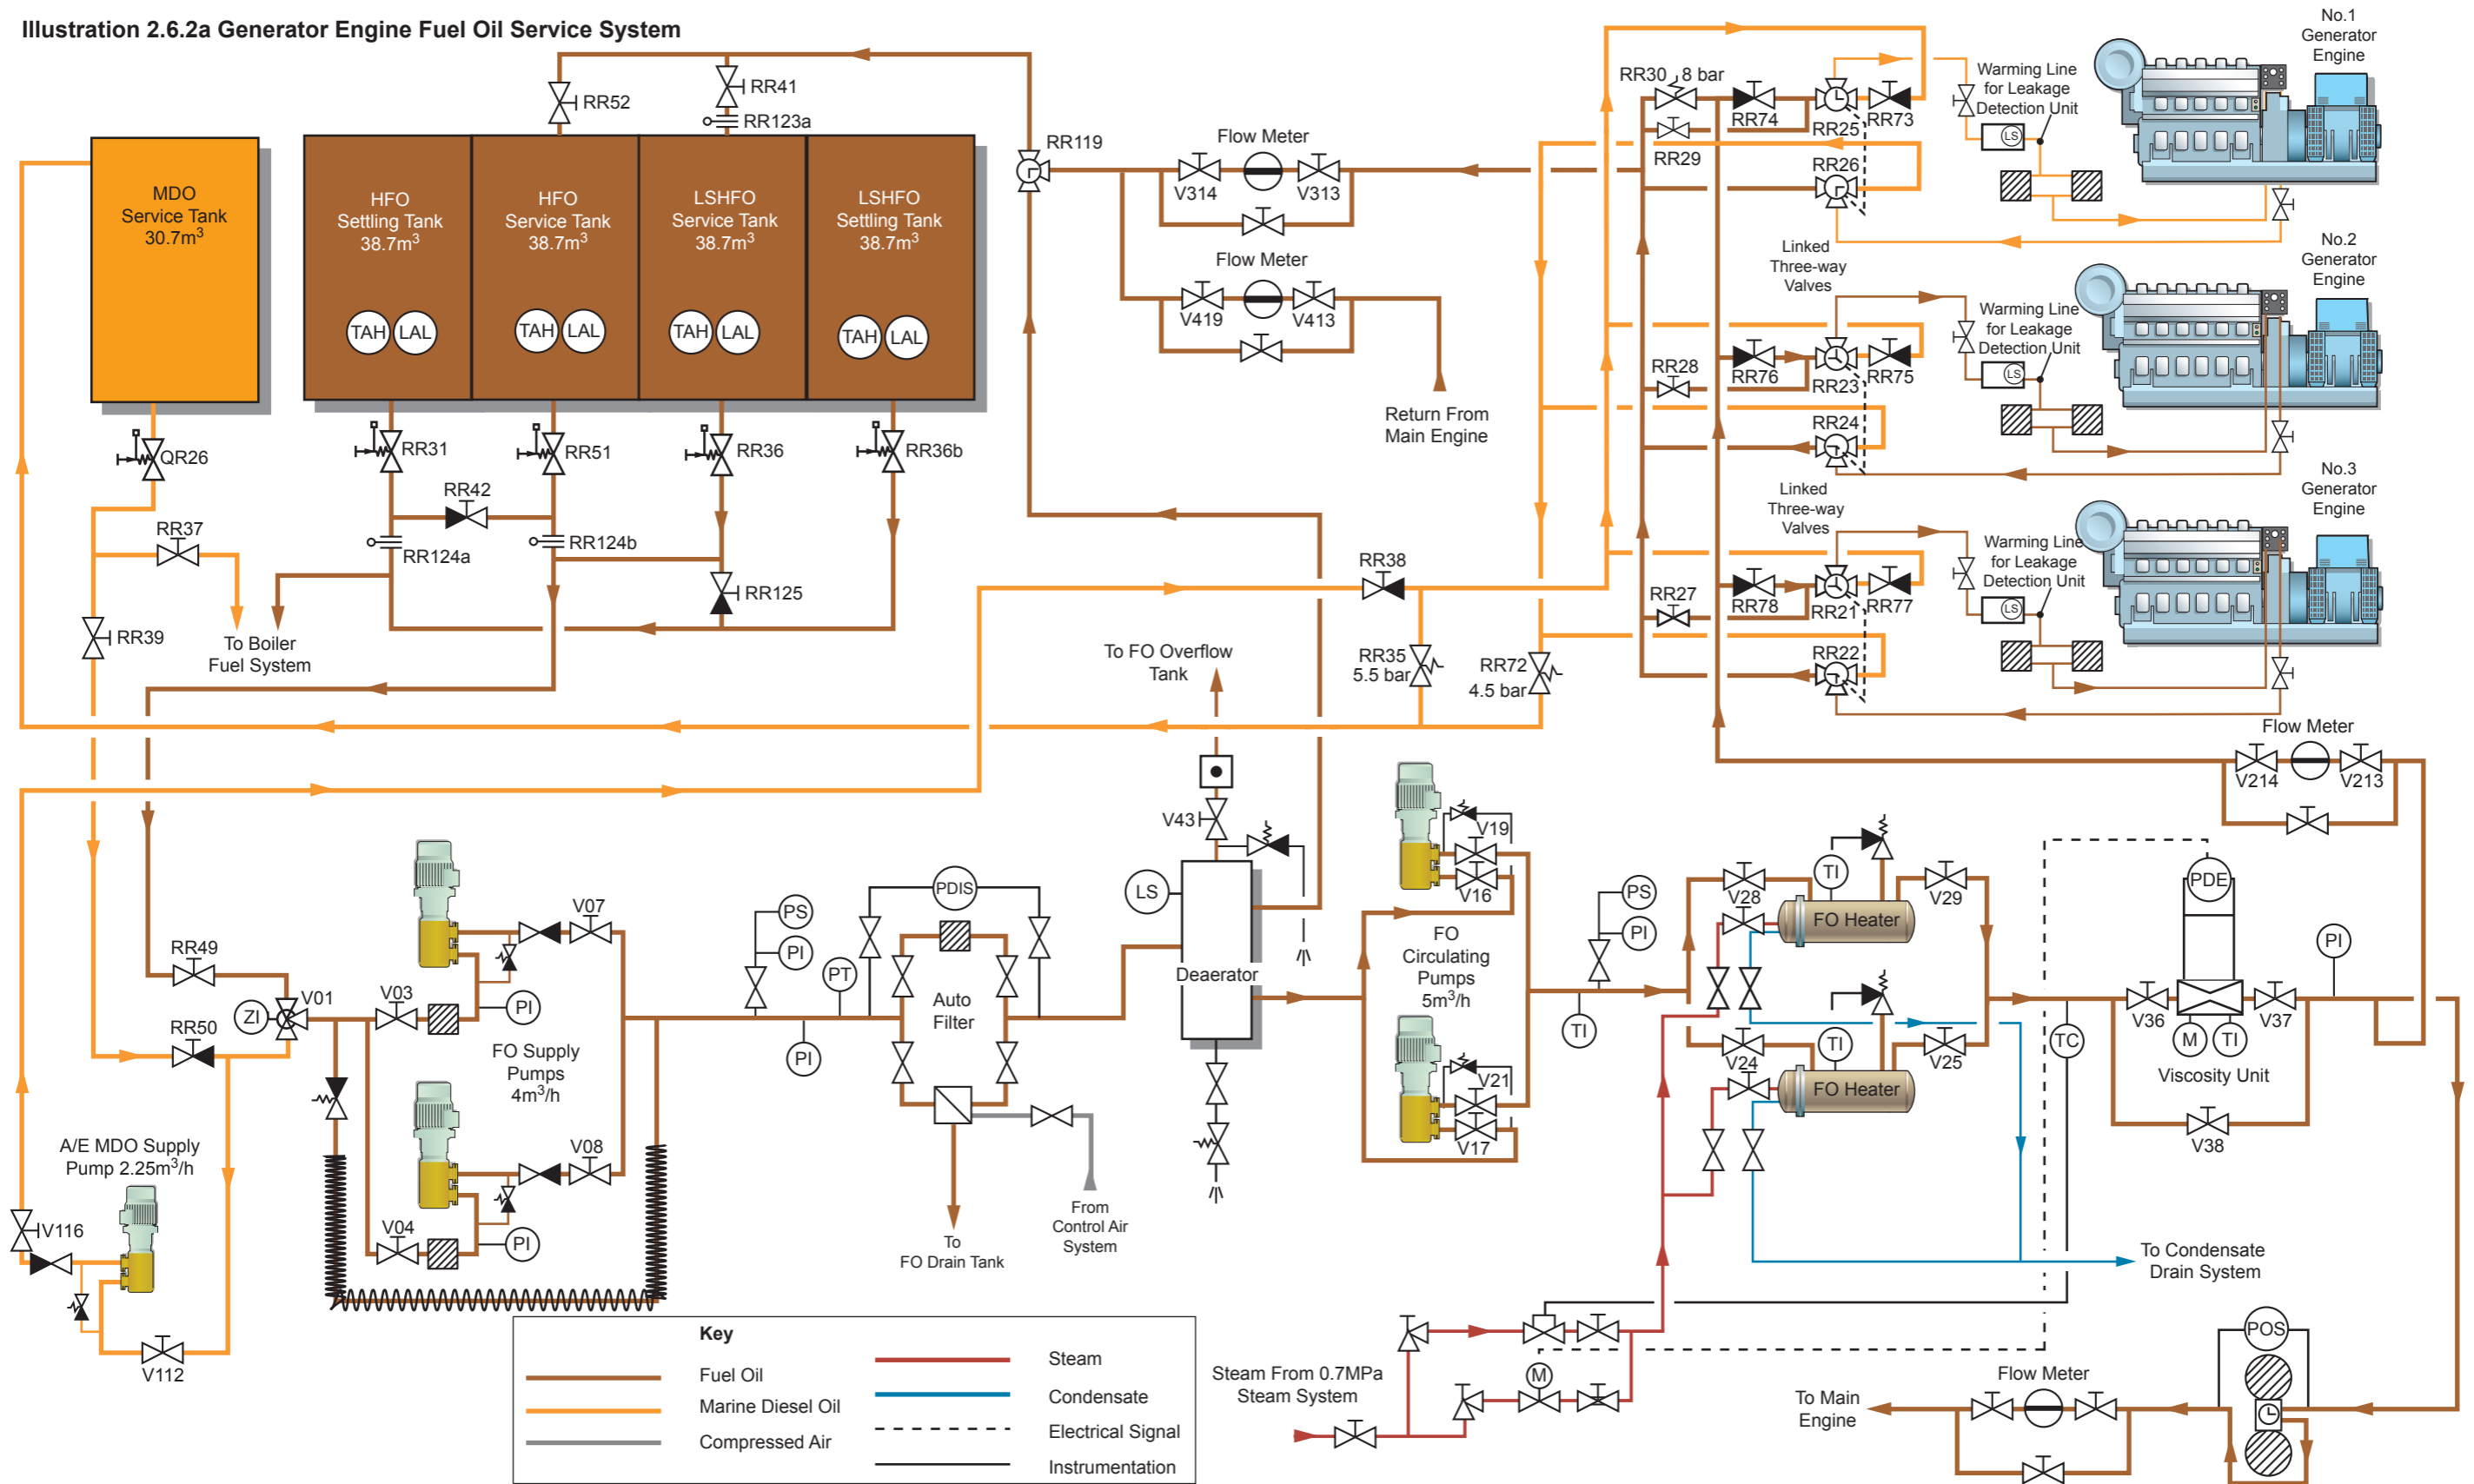 Illustration 2.6.2a Generator Engine Fuel Oil Service System
MDO
Service Tank
30.7m³
HFO
Settling Tank
38.7m³
TAH
LAL
HFO
Service Tank
38.7m³
TAH
LAL
LSHFO
Service Tank
38.7m³
TAH
LAL
LSHFO
Settling Tank
38.7m³
TAH
LAL
RR52
RR41
RR123a
RR119
Flow Meter
V314
V313
Flow Meter
V419
V413
Return From
Main Engine
QR26
RR31
RR51
RR36
RR36b
RR42
RR37
RR124a
RR124b
RR125
RR39
To Boiler
Fuel System
RR30
8 bar
RR74
RR25
RR73
RR29
RR26
Linked
Three-way
Valves
RR28
RR76
RR23
RR75
RR24
Linked
Three-way
Valves
RR27
RR78
RR21
RR77
RR22
RR38
RR35
5.5 bar
RR72
4.5 bar
No.1
Generator
Engine
Warming Line
for Leakage
Detection Unit
LS
No.2
Generator
Engine
Warming Line
for Leakage
Detection Unit
LS
No.3
Generator
Engine
Warming Line
for Leakage
Detection Unit
LS
Flow Meter
V214
V213
To FO Overflow
Tank
V43
LS
Deaerator
RR49
V01
ZI
RR50
V03
V07
PI
FO Supply
Pumps
4m³/h
V08
V04
PI
A/E MDO Supply
Pump 2.25m³/h
V116
V112
PS
PI
PT
PI
PDIS
Auto
Filter
To
FO Drain Tank
From
Control Air
System
V19
V16
FO
Circulating
Pumps
5m³/h
V21
V17
PS
PI
TI
V28
TI
FO Heater
V29
V24
TI
FO Heater
V25
TC
PDE
V36
V37
M
TI
Viscosity Unit
V38
PI
To Condensate
Drain System
Steam From 0.7MPa
Steam System
M
To Main
Engine
Flow Meter
POS
Key
Fuel Oil
Marine Diesel Oil
Compressed Air
Steam
Condensate
Electrical Signal
Instrumentation